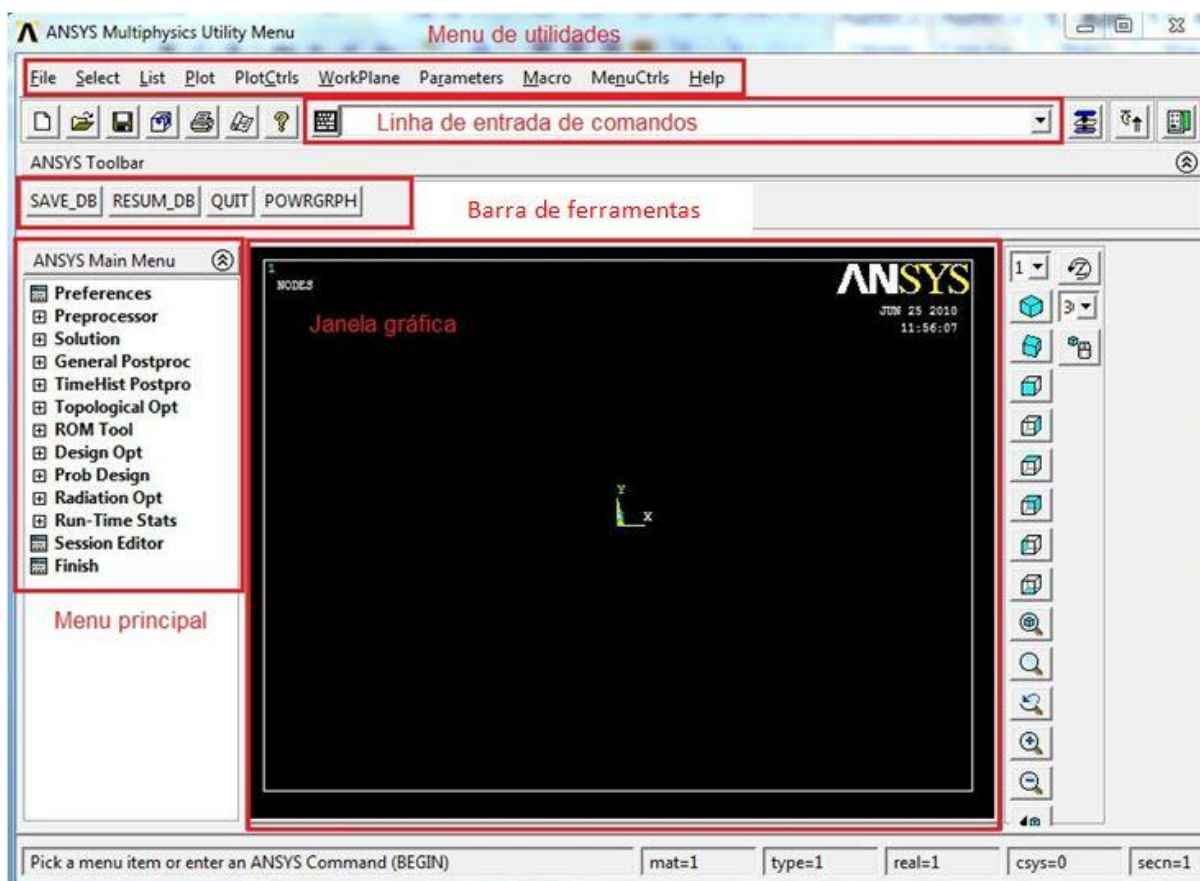 ANSYS Multiphysics Utility Menu
Menu de utilidades
File Select List Plot PlotCtrls WorkPlane Parameters Macro MenuCtrls Help
Linha de entrada de comandos
ANSYS Toolbar
SAVE_DB RESUM_DB QUIT POWRGRPH
Barra de ferramentas
ANSYS Main Menu
Preferences
Preprocessor
Solution
General Postproc
TimeHist Postpro
Topological Opt
ROM Tool
Design Opt
Prob Design
Radiation Opt
Run-Time Stats
Session Editor
Finish
Menu principal
1
NODES
ANSYS
JUN 25 2010
11:56:07
Janela gráfica
Y
X
1
Pick a menu item or enter an ANSYS Command (BEGIN) mat=1 type=1 real=1 csys=0 secn=1